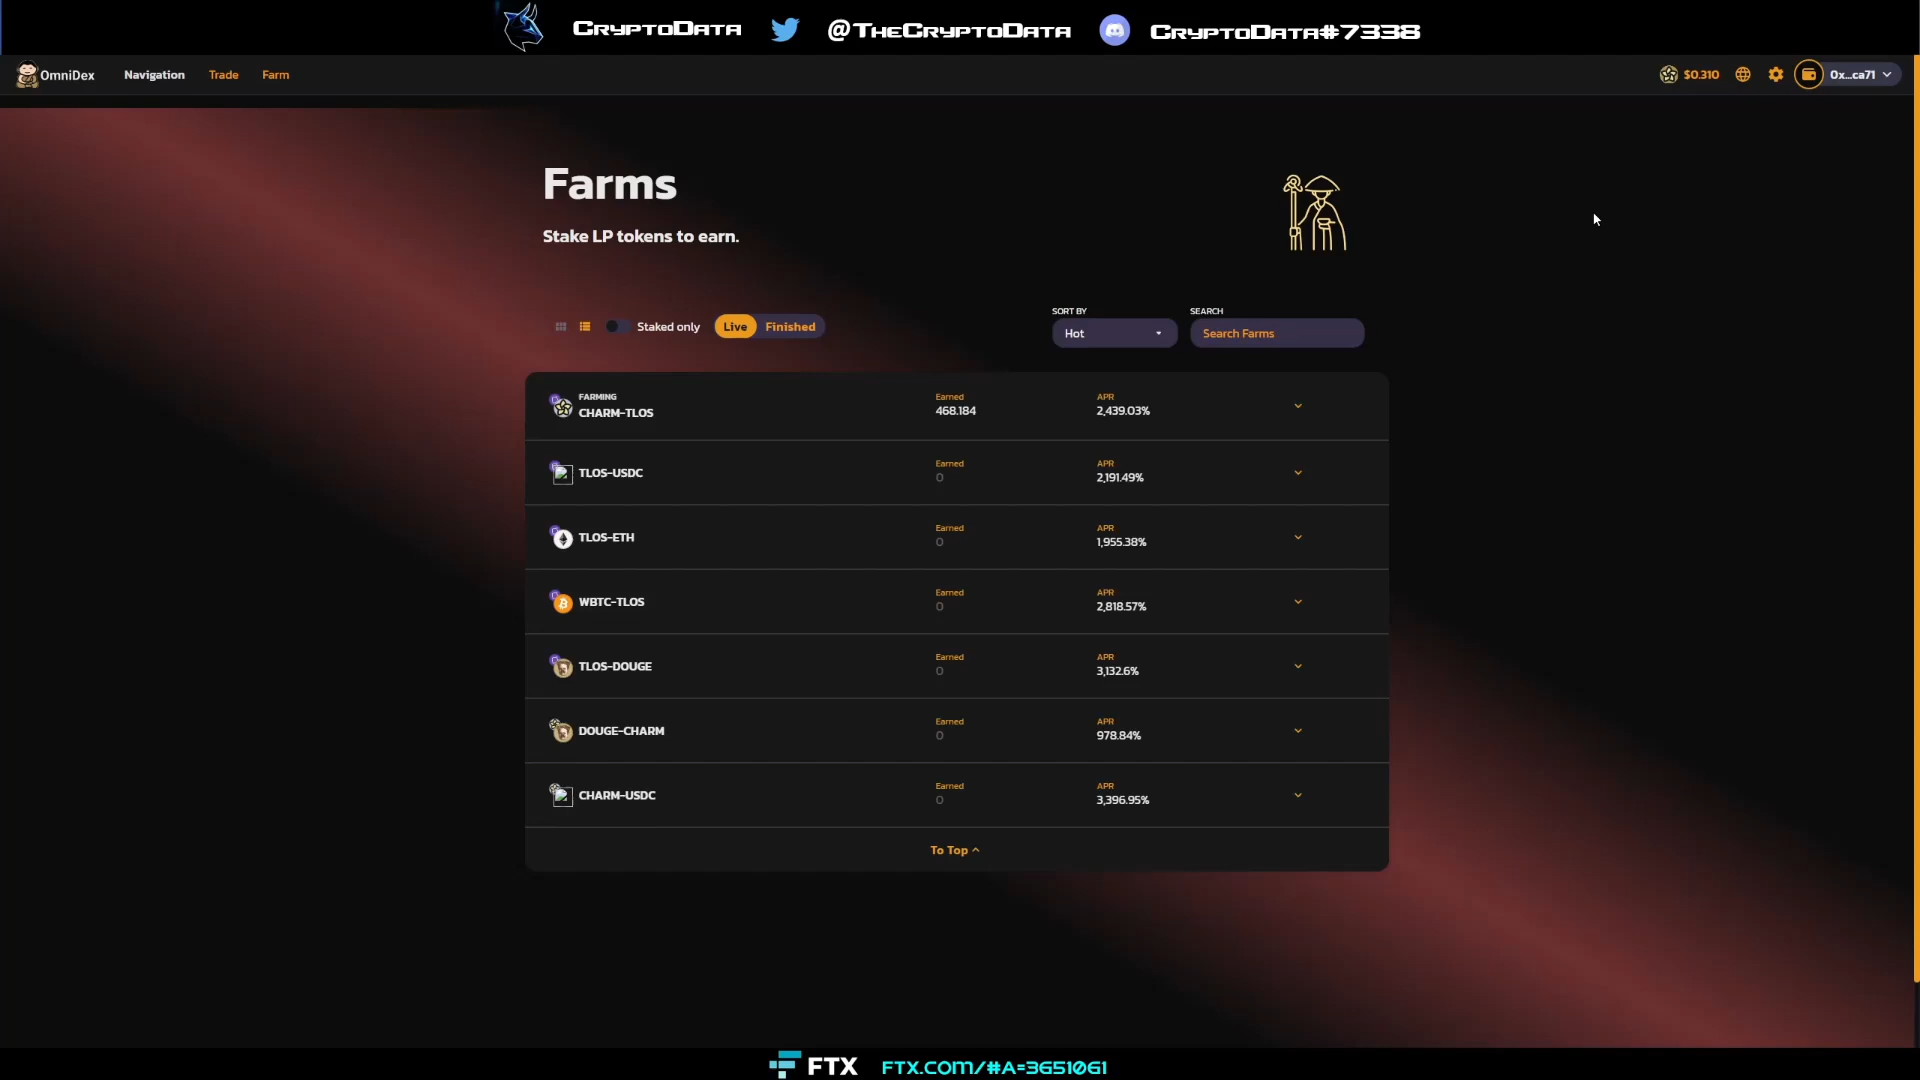 CryptoData @TheCryptoData CryptoData#7338
OmniDex Navigation Trade Farm $0.310 0x...ca71
Farms
Stake LP tokens to earn.
SORT BY SEARCH
Staked only Live Finished Hot Search Farms
FARMING Earned APR
CHARM-TLOS 468.184 2,439.03%
Earned APR
TLOS-USDC 0 2,191.49%
Earned APR
TLOS-ETH 0 1,955.38%
Earned APR
WBTC-TLOS 0 2,818.57%
Earned APR
TLOS-DOUGE 0 3,132.6%
Earned APR
DOUGE-CHARM 0 978.84%
Earned APR
CHARM-USDC 0 3,396.95%
To Top
FTX FTX.COM/#A=3651061